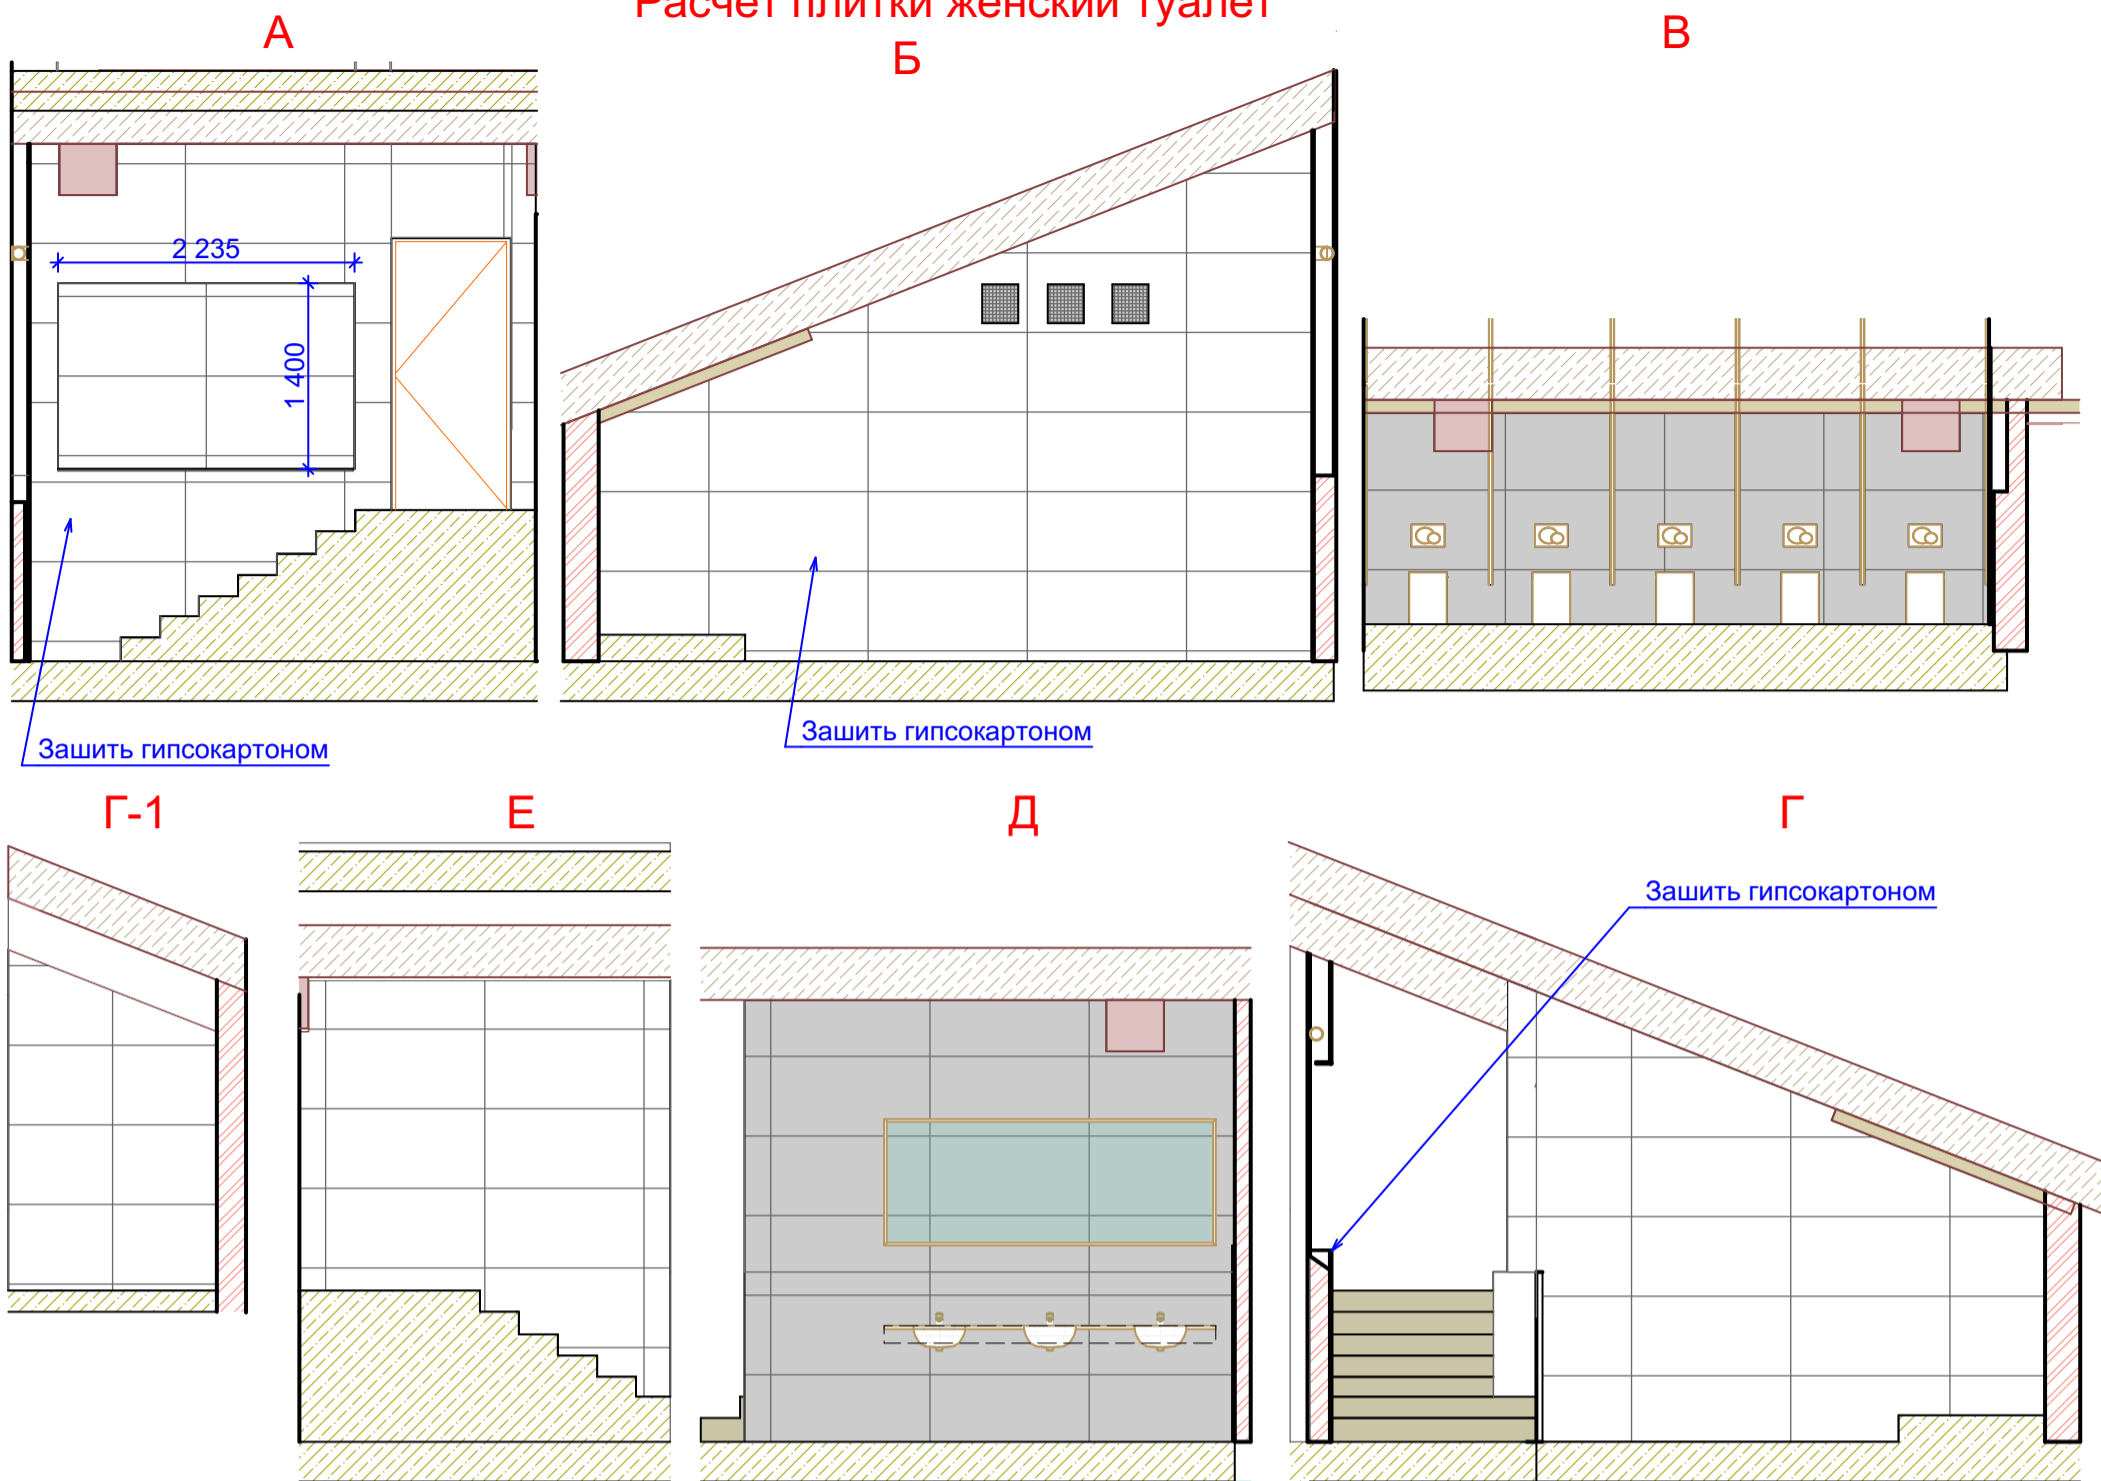 Расчет плитки женский туалет
А
Б
В
2 235
1 400
Зашить гипсокартоном
Зашить гипсокартоном
Г-1
Е
Д
Г
Зашить гипсокартоном